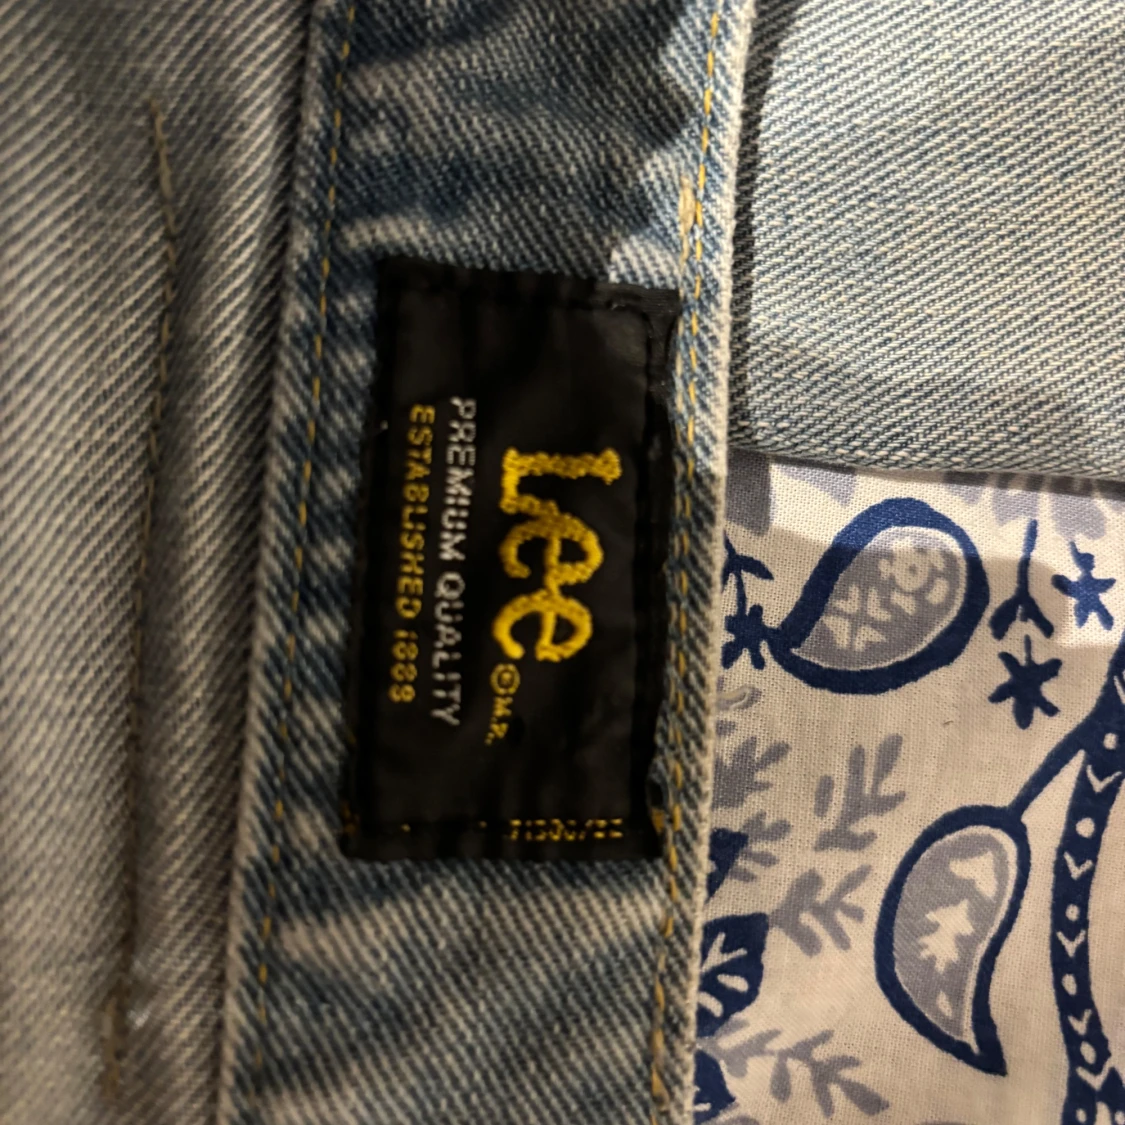 Lee
© M.R.
PREMIUM QUALITY
ESTABLISHED 1889